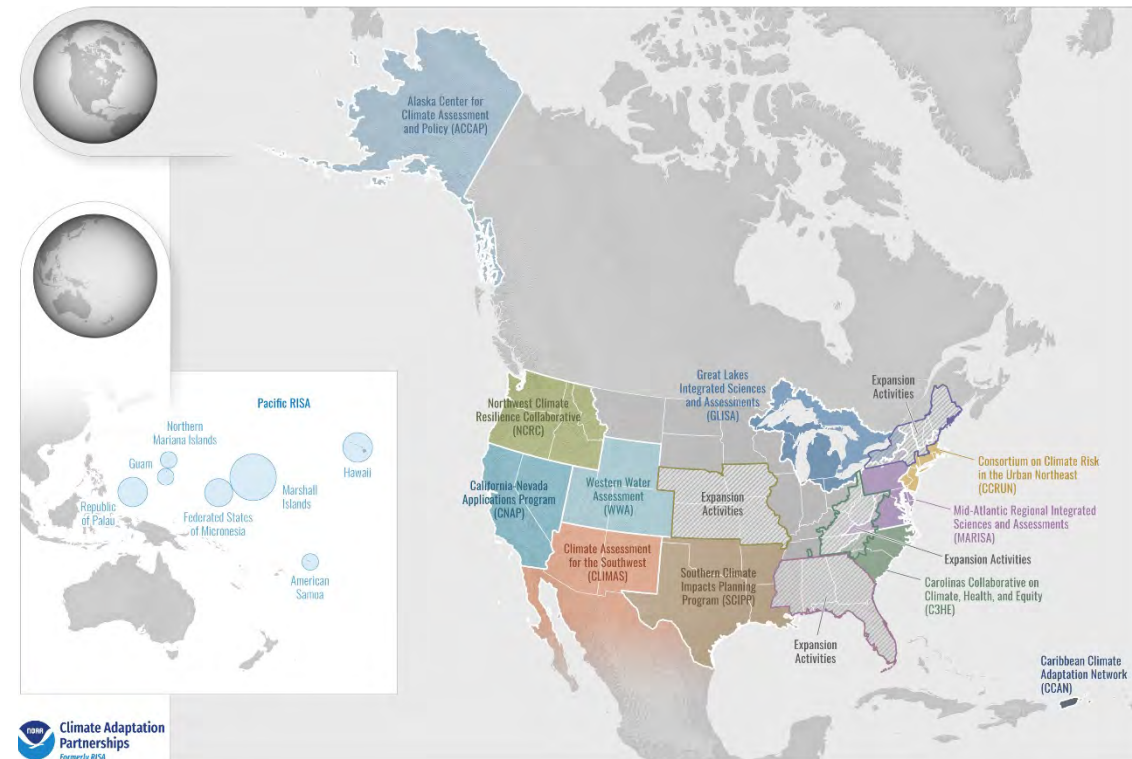 Alaska Center for
Climate Assessment
and Policy (ACCAP)
Great Lakes
Integrated Sciences
and Assessments
(GLISA)
Expansion
Activities
Northwest Climate
Resilience Collaborative
(NCRC)
Consortium on Climate Risk
in the Urban Northeast
(CCRUN)
California-Nevada
Applications Program
(CNAP)
Western Water
Assessment
(WWA)
Expansion
Activities
Mid-Atlantic Regional Integrated
Sciences and Assessments
(MARISA)
Expansion Activities
Climate Assessment
for the Southwest
(CLIMAS)
Southern Climate
Impacts Planning
Program (SCIPP)
Carolinas Collaborative on
Climate, Health, and Equity
(C3HE)
Expansion
Activities
Caribbean Climate
Adaptation Network
(CCAN)
Pacific RISA
Northern
Mariana Islands
Guam
Hawaii
Republic
of Palau
Federated States
of Micronesia
Marshall
Islands
American
Samoa
NOAA
Climate Adaptation
Partnerships
Formerly RISA